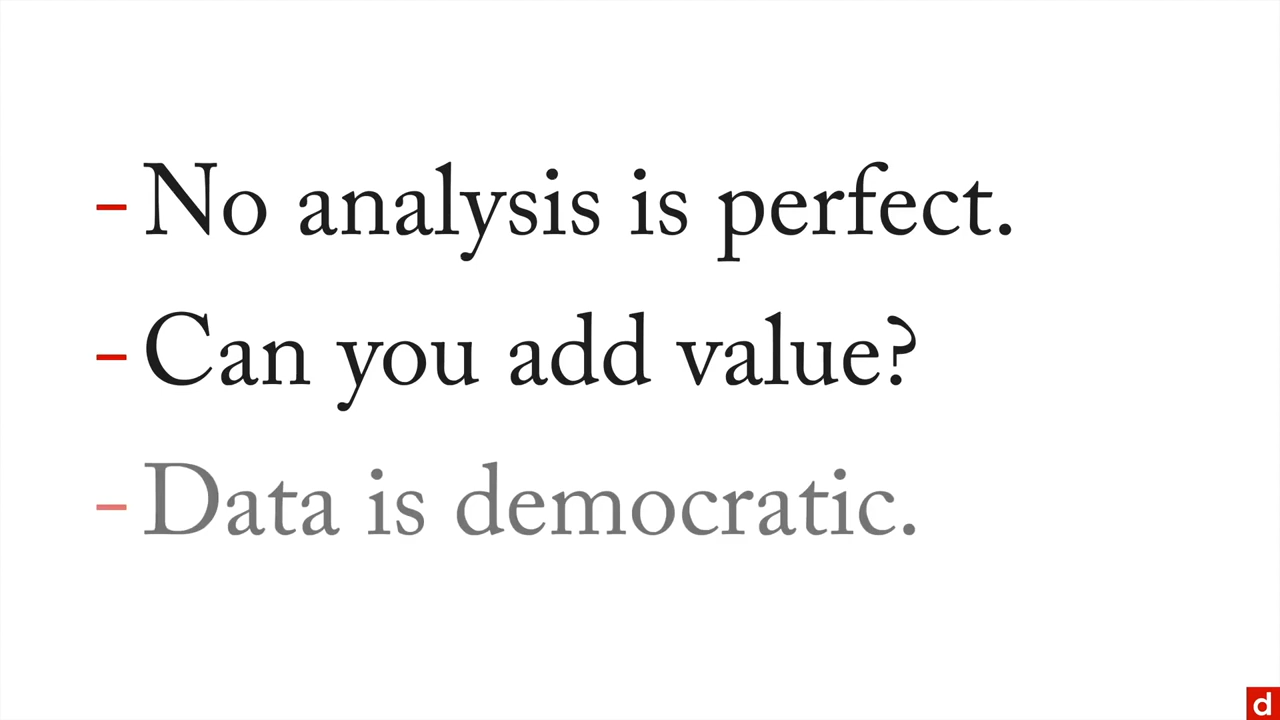 – No analysis is perfect.
– Can you add value?
– Data is democratic.
d